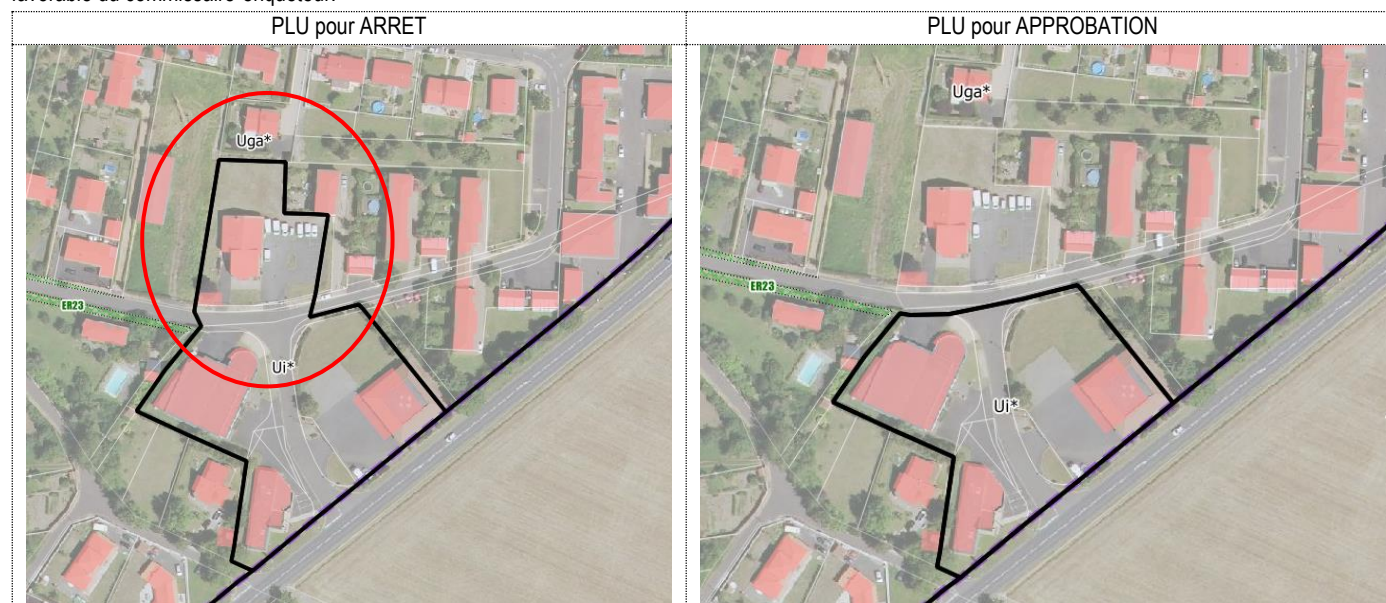 favorable du commissaire enquêteur.
PLU pour ARRET
PLU pour APPROBATION
Uga*
ER23
Ui*
Uga*
ER23
Ui*